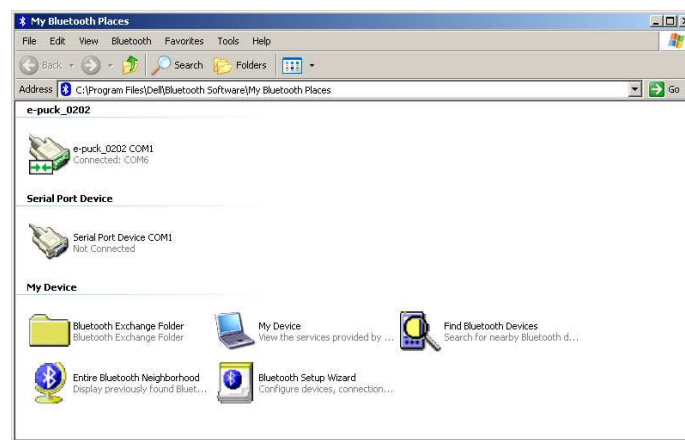 My Bluetooth Places
File Edit View Bluetooth Favorites Tools Help
Back Search Folders
Address C:\Program Files\Dell\Bluetooth Software\My Bluetooth Places Go
e-puck_0202
e-puck_0202 COM1
Connected: COM6
Serial Port Device
Serial Port Device COM1
Not Connected
My Device
Bluetooth Exchange Folder My Device Find Bluetooth Devices
Bluetooth Exchange Folder View the services provided by ... Search for nearby Bluetooth d...
Entire Bluetooth Neighborhood Bluetooth Setup Wizard
Display previously found Bluet... Configure devices, connection...